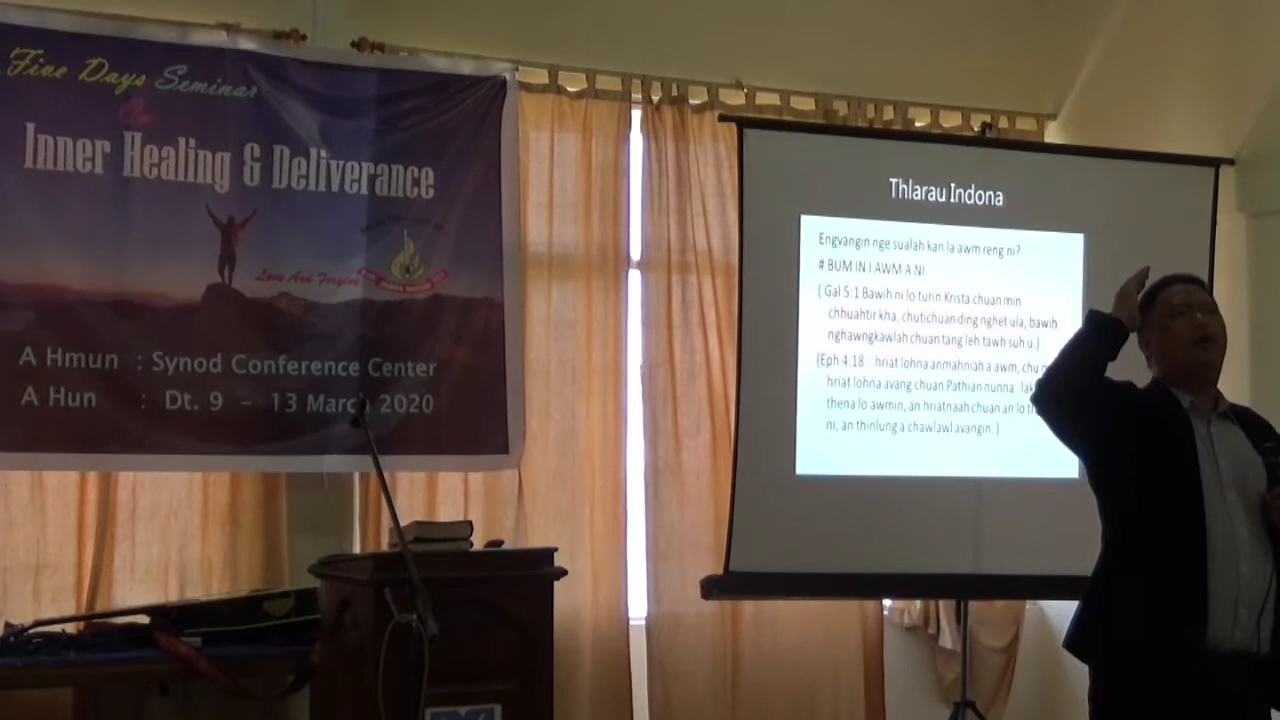 Five Days Seminar
On
Inner Healing & Deliverance
Love And Forgive
A Hmun : Synod Conference Center
A Hun : Dt. 9 - 13 March 2020
Thlarau Indona
Engvangin nge sualah kan la awm reng ni?
# BUM IN I AWM A NI
( Gal 5:1 Bawih ni lo turin Krista chuan min
chhuahtir kha, chutichuan ding nghet ula, bawih
nghawngkawlah chuan tang leh tawh suh u.)
(Eph 4:18 hriat lohna anmahniah a awm, chu
hriat lohna avang chuan Pathian nunna
thena lo awmin, an hriatnaah chuan an lo
ni, an thinlung a chawlawl avangin. )